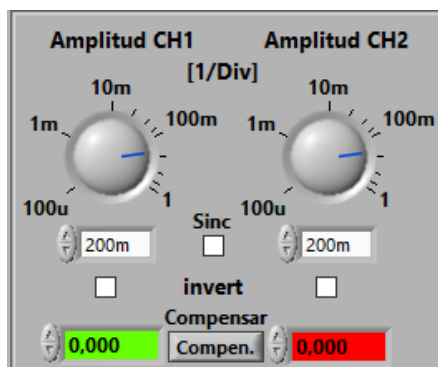 Amplitud CH1 Amplitud CH2
[1/Div]
10m 10m
1m 100m 1m 100m
100u 1 100u 1
Sinc
200m 200m
invert
Compensar
0,000 Compen. 0,000